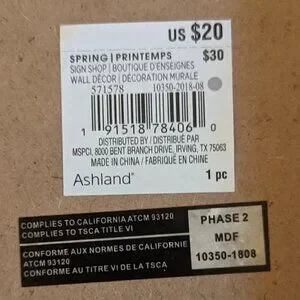 US $20
SPRING | PRINTEMPS $30
SIGN SHOP | BOUTIQUE D'ENSEIGNES
WALL DÉCOR | DÉCORATION MURALE
571578 10350-2018-08
1 91518 78406 0
DISTRIBUTED BY / DISTRIBUÉ PAR
MSPCI, 8000 BENT BRANCH DRIVE, IRVING, TX 75063
MADE IN CHINA / FABRIQUÉ EN CHINE
Ashland® 1 pc
COMPLIES TO CALIFORNIA ATCM 93120
COMPLIES TO TSCA TITLE VI
CONFORME AUX NORMES DE CALIFORNIE
ATCM 93120
CONFORME AU TITRE VI DE LA TSCA
PHASE 2
MDF
10350-1808